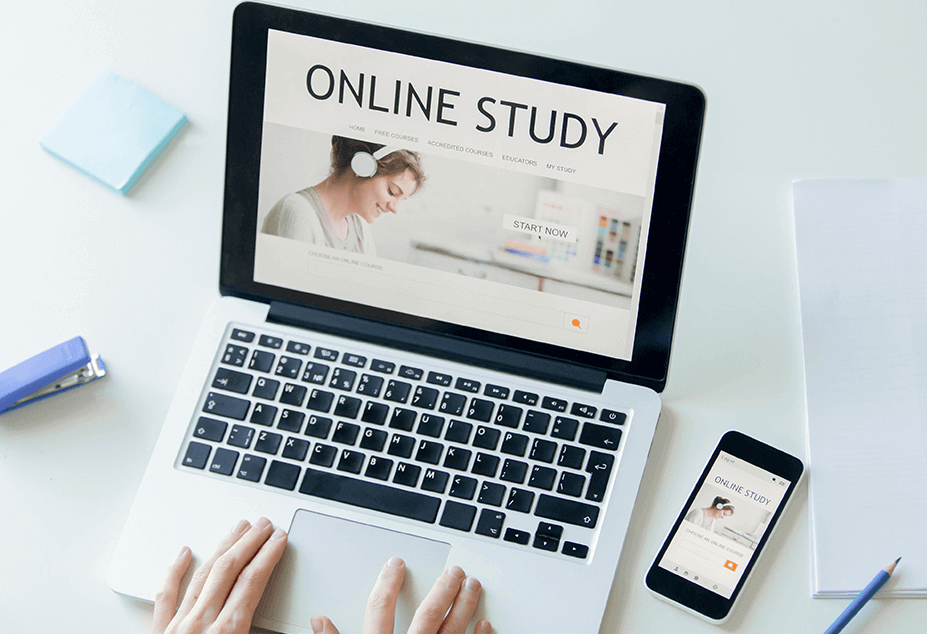 ONLINE STUDY
HOME FREE COURSES ACCREDITED COURSES EDUCATORS MY STUDY
START NOW
CHOOSE AN ONLINE COURSE
ONLINE STUDY
CHOOSE AN ONLINE COURSE
Q W E R T Y U I O P
A S D F G H J K L
Z X C V B N M